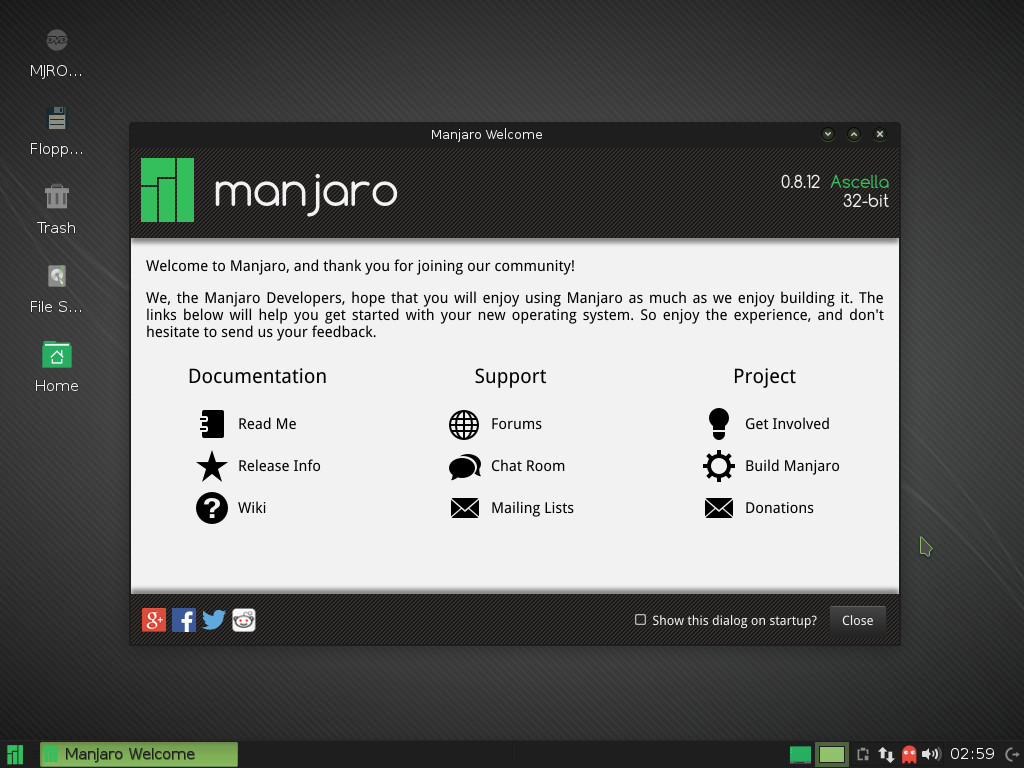 MJRO...
Flopp...
Trash
File S...
Home
Manjaro Welcome
manjaro
0.8.12 Ascella
32-bit
Welcome to Manjaro, and thank you for joining our community!
We, the Manjaro Developers, hope that you will enjoy using Manjaro as much as we enjoy building it. The
links below will help you get started with your new operating system. So enjoy the experience, and don't
hesitate to send us your feedback.
Documentation
Read Me
Release Info
Wiki
Support
Forums
Chat Room
Mailing Lists
Project
Get Involved
Build Manjaro
Donations
Show this dialog on startup?
Close
Manjaro Welcome
02:59